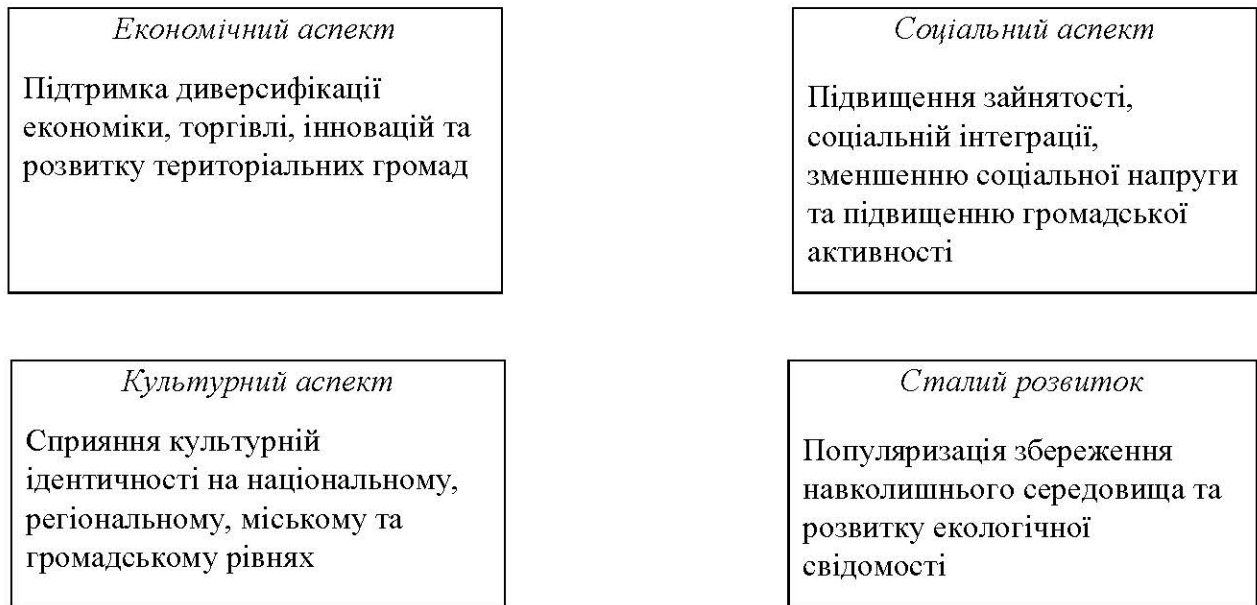 Економічний аспект
Підтримка диверсифікації
економіки, торгівлі, інновацій та
розвитку територіальних громад
Соціальний аспект
Підвищення зайнятості,
соціальній інтеграції,
зменшенню соціальної напруги
та підвищенню громадської
активності
Культурний аспект
Сприяння культурній
ідентичності на національному,
регіональному, міському та
громадському рівнях
Сталий розвиток
Популяризація збереження
навколишнього середовища та
розвитку екологічної
свідомості